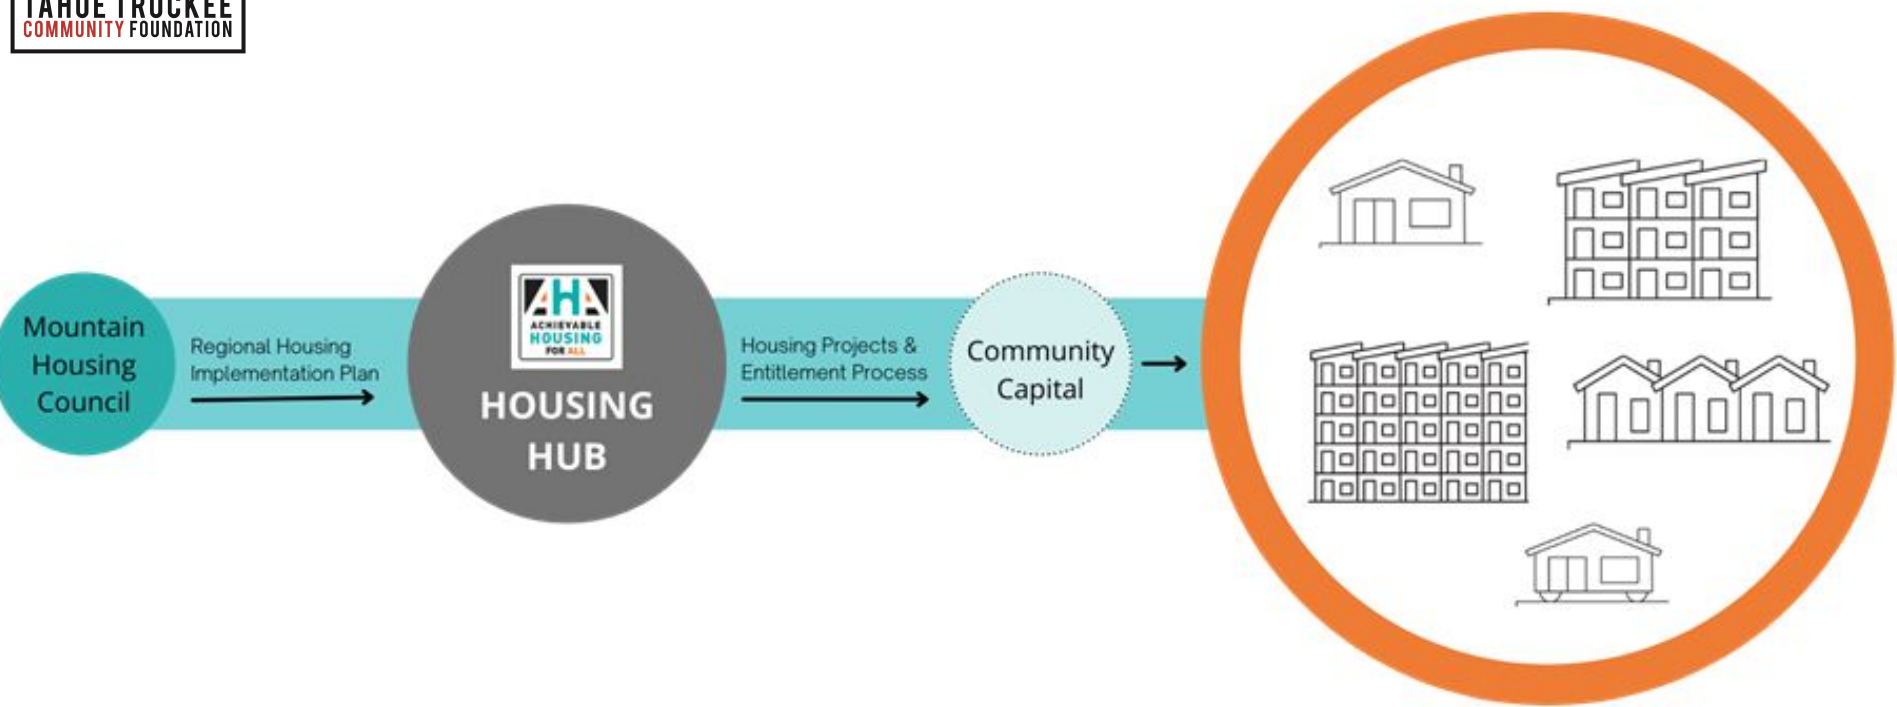 TAHOE TRUCKEE
COMMUNITY FOUNDATION
Mountain
Housing
Council
Regional Housing
Implementation Plan
AHA
ACHIEVABLE
HOUSING
FOR ALL
HOUSING
HUB
Housing Projects &
Entitlement Process
Community
Capital